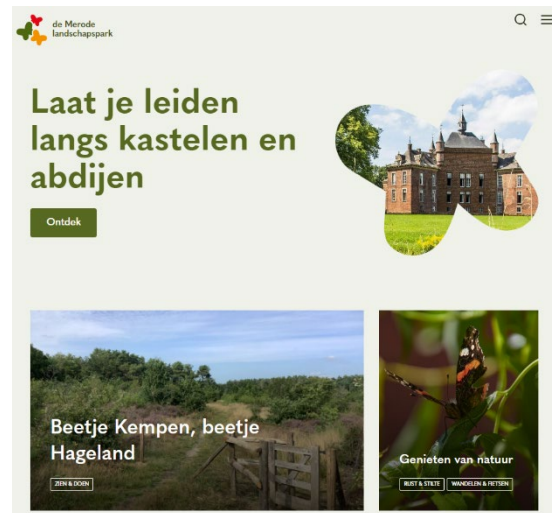 de Merode
landschapspark
Laat je leiden
langs kastelen en
abdijen
Ontdek
Beetje Kempen, beetje
Hageland
ZIEN & DOEN
Genieten van natuur
RUST & STILTE WANDELEN & FIETSEN